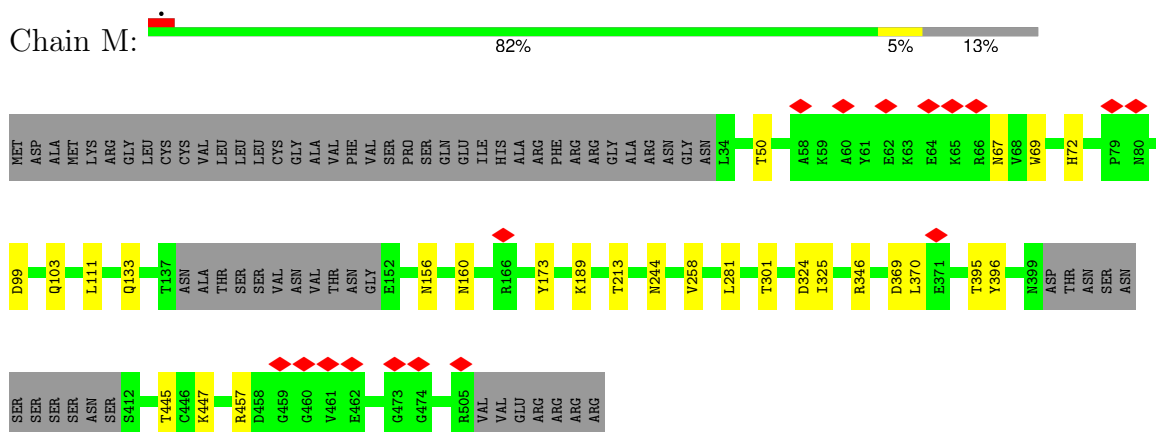 Chain M:
82% 5% 13%
MET ASP ALA MET LYS ARG GLY LEU CYS CYS VAL LEU LEU LEU CYS GLY ALA VAL PHE VAL SER PRO SER GLN GLU ILE HIS ALA ARG PHE ARG ARG GLY ALA ARG ASN GLY ASN L34 T50 A58 K59 A60 Y61 E62 K63 E64 K65 R66 N67 V68 W69 H72 P79 N80
D99 Q103 L111 Q133 T137 ASN ALA THR SER SER VAL ASN VAL THR ASN GLY E152 N156 N160 R166 Y173 K189 T213 N244 V258 L281 T301 D324 I325 R346 D369 L370 E371 T395 Y396 N399 ASP THR ASN SER ASN
SER SER SER SER ASN SER S412 T445 C446 K447 R457 D458 G459 G460 V461 E462 G473 G474 R505 VAL VAL GLU ARG ARG ARG ARG